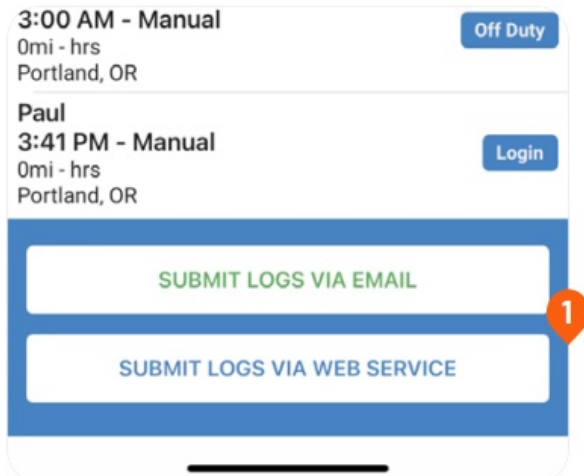 3:00 AM - Manual
Off Duty
0mi - hrs
Portland, OR
Paul
3:41 PM - Manual
Login
0mi - hrs
Portland, OR
SUBMIT LOGS VIA EMAIL
1
SUBMIT LOGS VIA WEB SERVICE